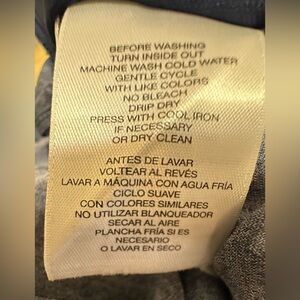 BEFORE WASHING
TURN INSIDE OUT
MACHINE WASH COLD WATER
GENTLE CYCLE
WITH LIKE COLORS
NO BLEACH
DRIP DRY
PRESS WITH COOL IRON
IF NECESSARY
OR DRY CLEAN
ANTES DE LAVAR
VOLTEAR AL REVÉS
LAVAR A MÁQUINA CON AGUA FRÍA
CICLO SUAVE
CON COLORES SIMILARES
NO UTILIZAR BLANQUEADOR
SECAR AL AIRE
PLANCHA FRÍA SI ES
NECESARIO
O LAVAR EN SECO